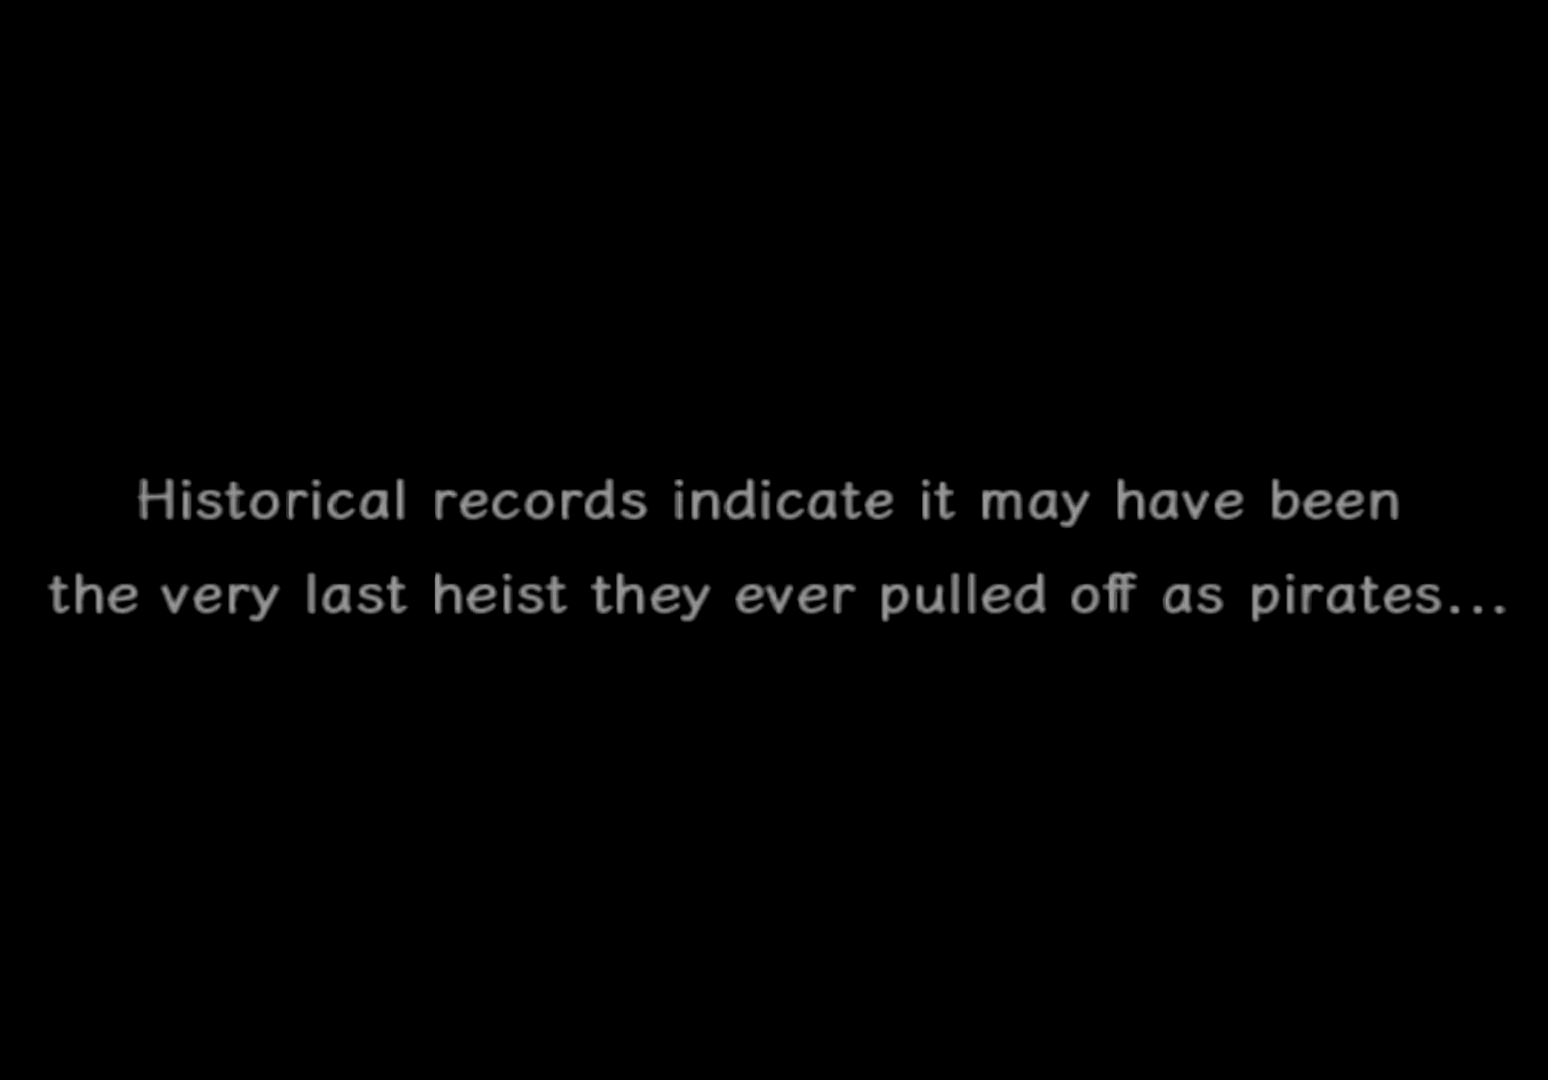 Historical records indicate it may have been
the very last heist they ever pulled off as pirates...